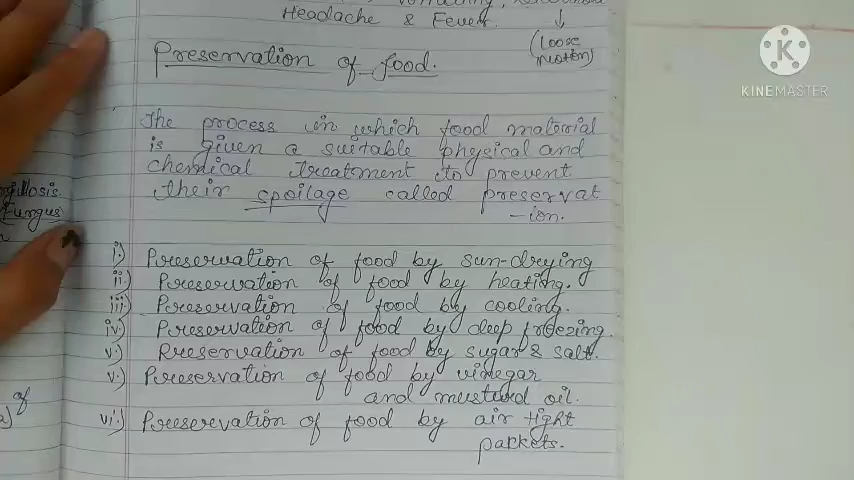 Headache & Fever.
(Loose
motion)
Preservation of food.
K
KINEMASTER
The process in which food material
is given a suitable physical and
chemical treatment to prevent
their spoilage called preservat
-ion.
Fungus
i.) Preservation of food by sun-drying
ii.) Preservation of food by heating.
iii.) Preservation of food by cooling.
iv.) Preservation of food by deep freezing.
v.) Preservation of food by sugar & salt.
v.) Preservation of food by vinegar
and musturd oil.
of
vi.) Preservation of food by air tight
packets.